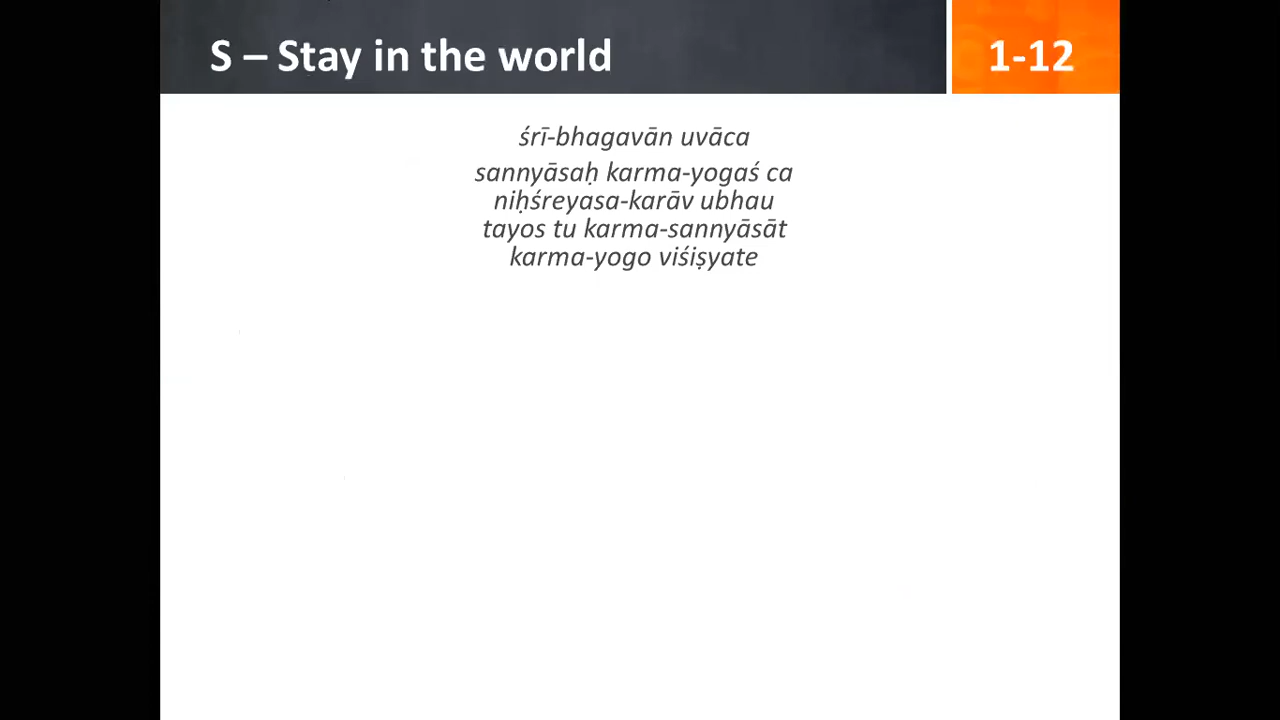 S – Stay in the world
1-12
śrī-bhagavān uvāca
sannyāsaḥ karma-yogaś ca
niḥśreyasa-karāv ubhau
tayos tu karma-sannyāsāt
karma-yogo viśiṣyate